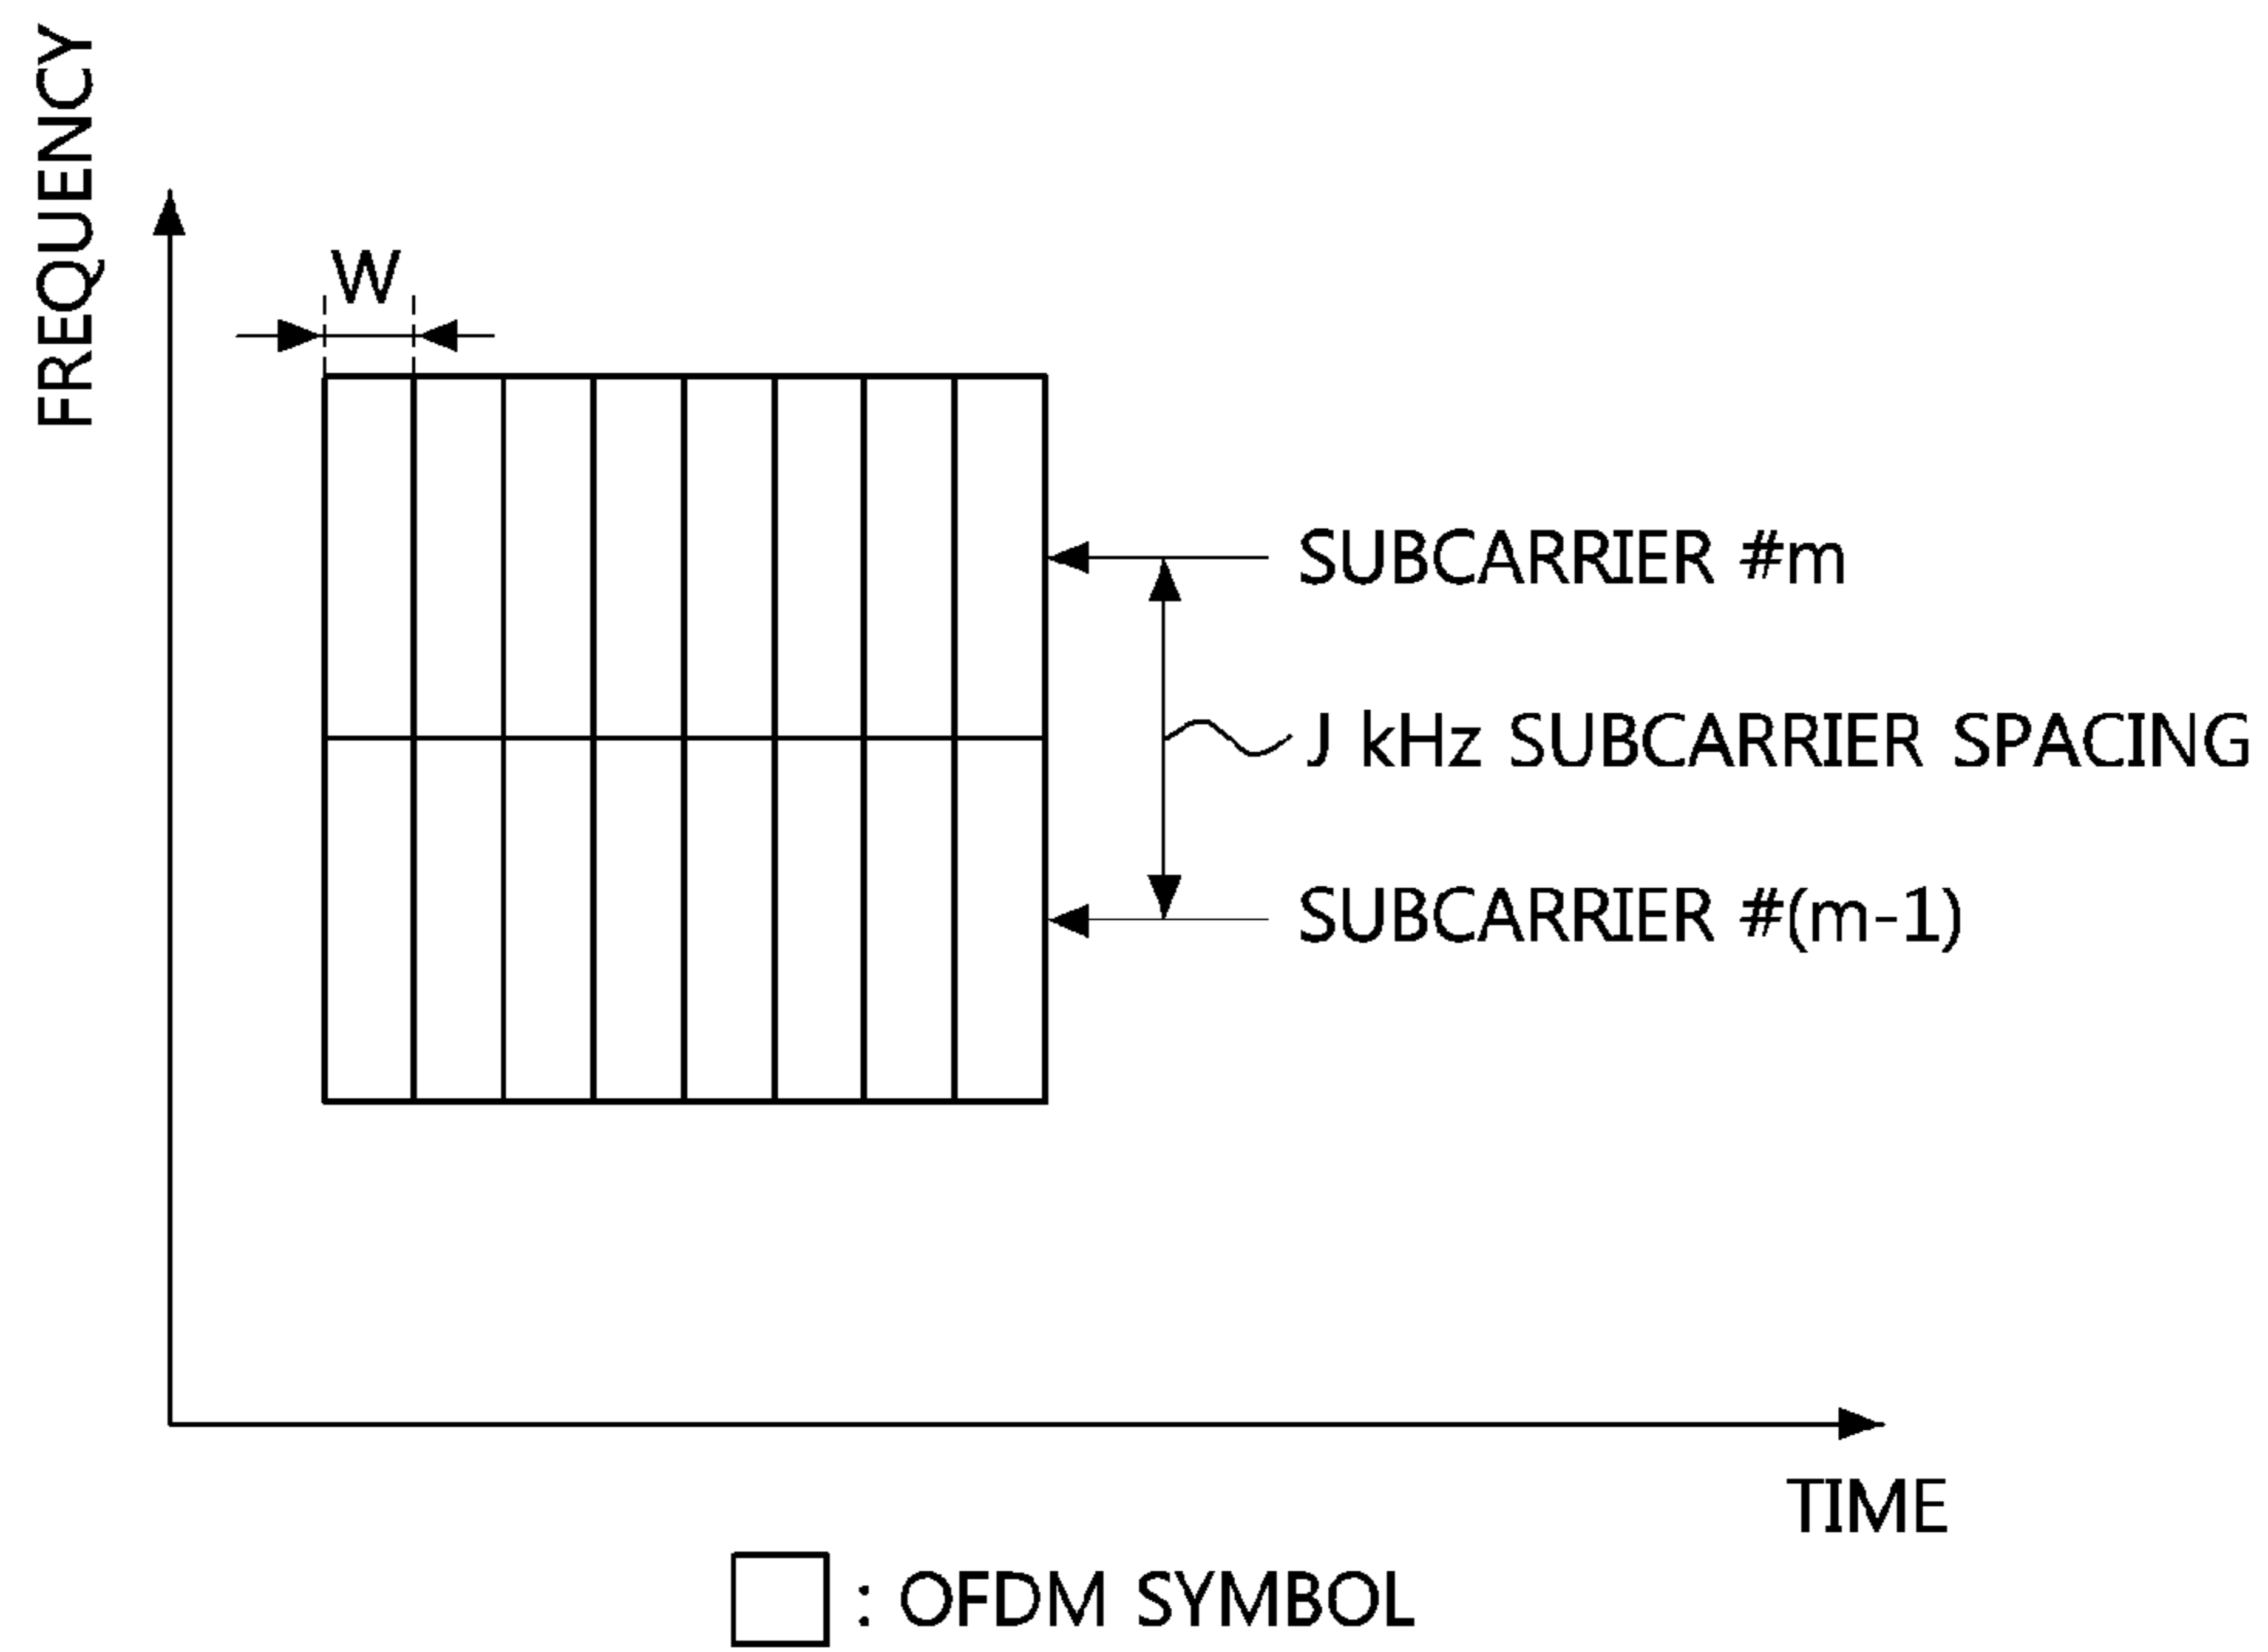 FREQUENCY
W
SUBCARRIER #m
J kHz SUBCARRIER SPACING
SUBCARRIER #(m-1)
TIME
: OFDM SYMBOL